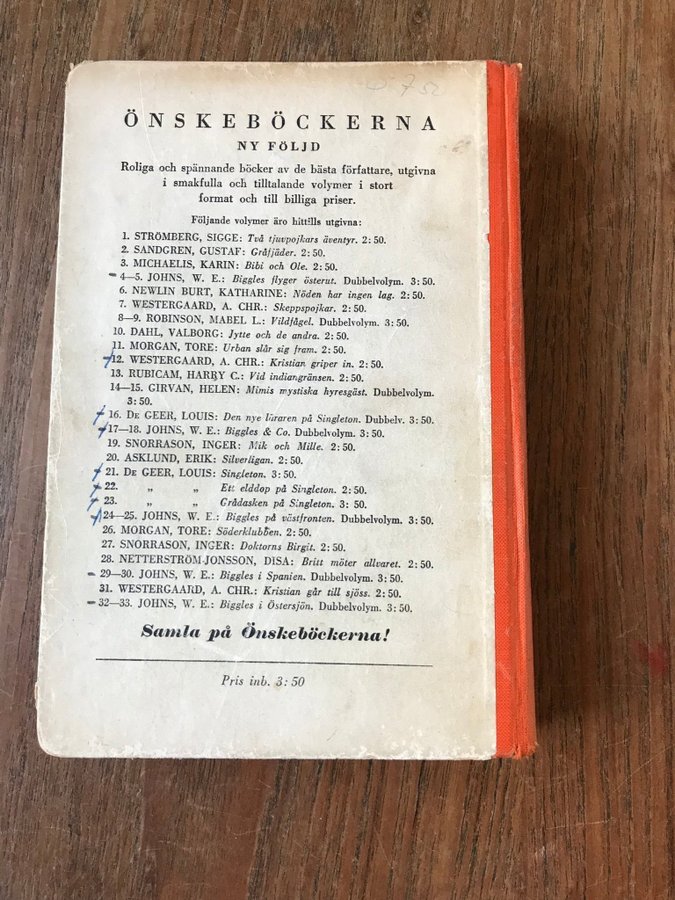 7 50
ÖNSKEBÖCKERNA
NY FÖLJD
Roliga och spännande böcker av de bästa författare, utgivna
i smakfulla och tilltalande volymer i stort
format och till billiga priser.
Följande volymer äro hittills utgivna:
1. STRÖMBERG, SIGGE: Två tjuvpojkars äventyr. 2:50.
2. SANDGREN, GUSTAF: Gråfjäder. 2:50.
3. MICHAELIS, KARIN: Bibi och Ole. 2:50.
4—5. JOHNS, W. E.: Biggles flyger österut. Dubbelvolym. 3:50.
6. NEWLIN BURT, KATHARINE: Nöden har ingen lag. 2:50.
7. WESTERGAARD, A. CHR.: Skeppspojkar. 2:50.
8—9. ROBINSON, MABEL L.: Vildfågel. Dubbelvolym. 3:50.
10. DAHL, VALBORG: Jytte och de andra. 2:50.
11. MORGAN, TORE: Urban slår sig fram. 2:50.
12. WESTERGAARD, A. CHR.: Kristian griper in. 2:50.
13. RUBICAM, HARRY C.: Vid indiangränsen. 2:50.
14—15. GIRVAN, HELEN: Mimis mystiska hyresgäst. Dubbelvolym.
3:50.
16. DE GEER, LOUIS: Den nye läraren på Singleton. Dubbelv. 3:50.
17—18. JOHNS, W. E.: Biggles & Co. Dubbelvolym. 3:50.
19. SNORRASON, INGER: Mik och Mille. 2:50.
20. ASKLUND, ERIK: Silverligan. 2:50.
21. DE GEER, LOUIS: Singleton. 3:50.
22. „ „ Ett elddop på Singleton. 2:50.
23. „ „ Grådasken på Singleton. 3:50.
24—25. JOHNS, W. E.: Biggles på västfronten. Dubbelvolym. 3:50.
26. MORGAN, TORE: Söderklubben. 2:50.
27. SNORRASON, INGER: Doktorns Birgit. 2:50.
28. NETTERSTRÖM-JONSSON, DISA: Britt möter allvaret. 2:50.
29—30. JOHNS, W. E.: Biggles i Spanien. Dubbelvolym. 3:50.
31. WESTERGAARD, A. CHR.: Kristian går till sjöss. 2:50.
32—33. JOHNS, W. E.: Biggles i Östersjön. Dubbelvolym. 3:50.
Samla på Önskeböckerna!
Pris inb. 3:50